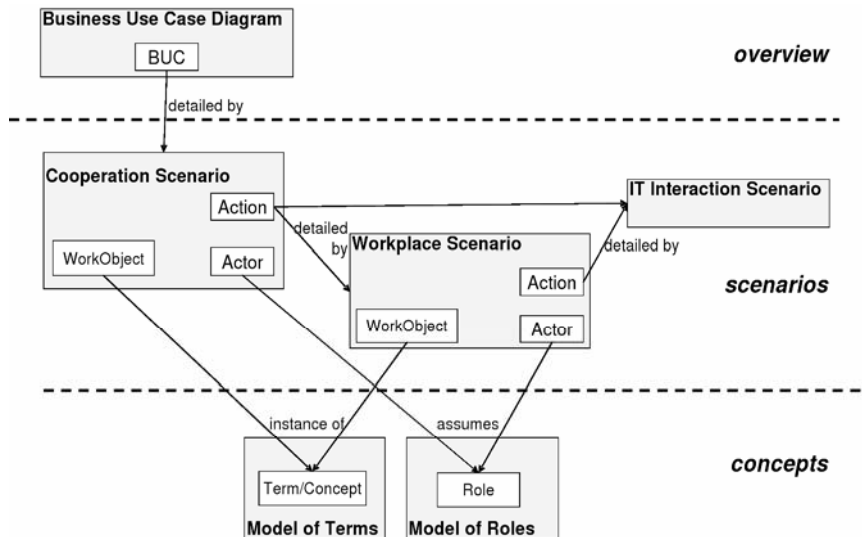 Business Use Case Diagram
BUC
overview
detailed by
Cooperation Scenario
Action
WorkObject
Actor
IT Interaction Scenario
detailed
by
Workplace Scenario
detailed by
Action
WorkObject
Actor
scenarios
instance of
assumes
Term/Concept
Model of Terms
Role
Model of Roles
concepts